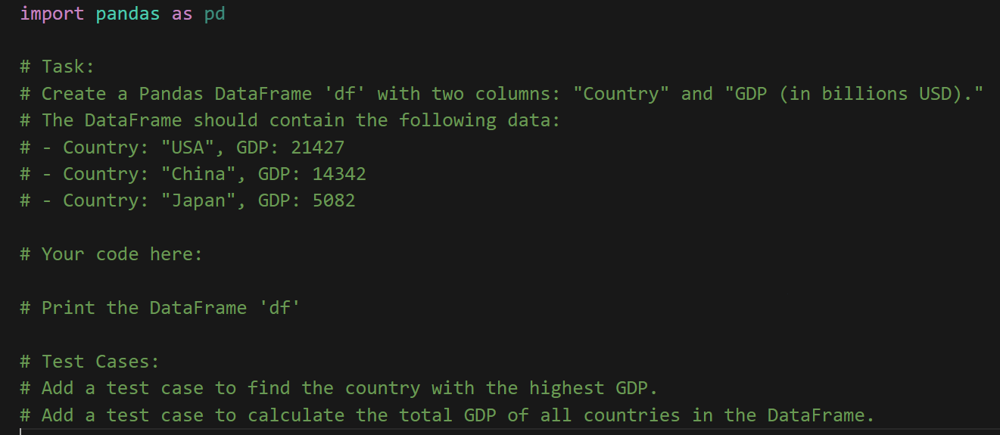 import pandas as pd
# Task:
# Create a Pandas DataFrame 'df' with two columns: "Country" and "GDP (in billions USD)."
# The DataFrame should contain the following data:
# - Country: "USA", GDP: 21427
# - Country: "China", GDP: 14342
# - Country: "Japan", GDP: 5082
# Your code here:
# Print the DataFrame 'df'
# Test Cases:
# Add a test case to find the country with the highest GDP.
# Add a test case to calculate the total GDP of all countries in the DataFrame.